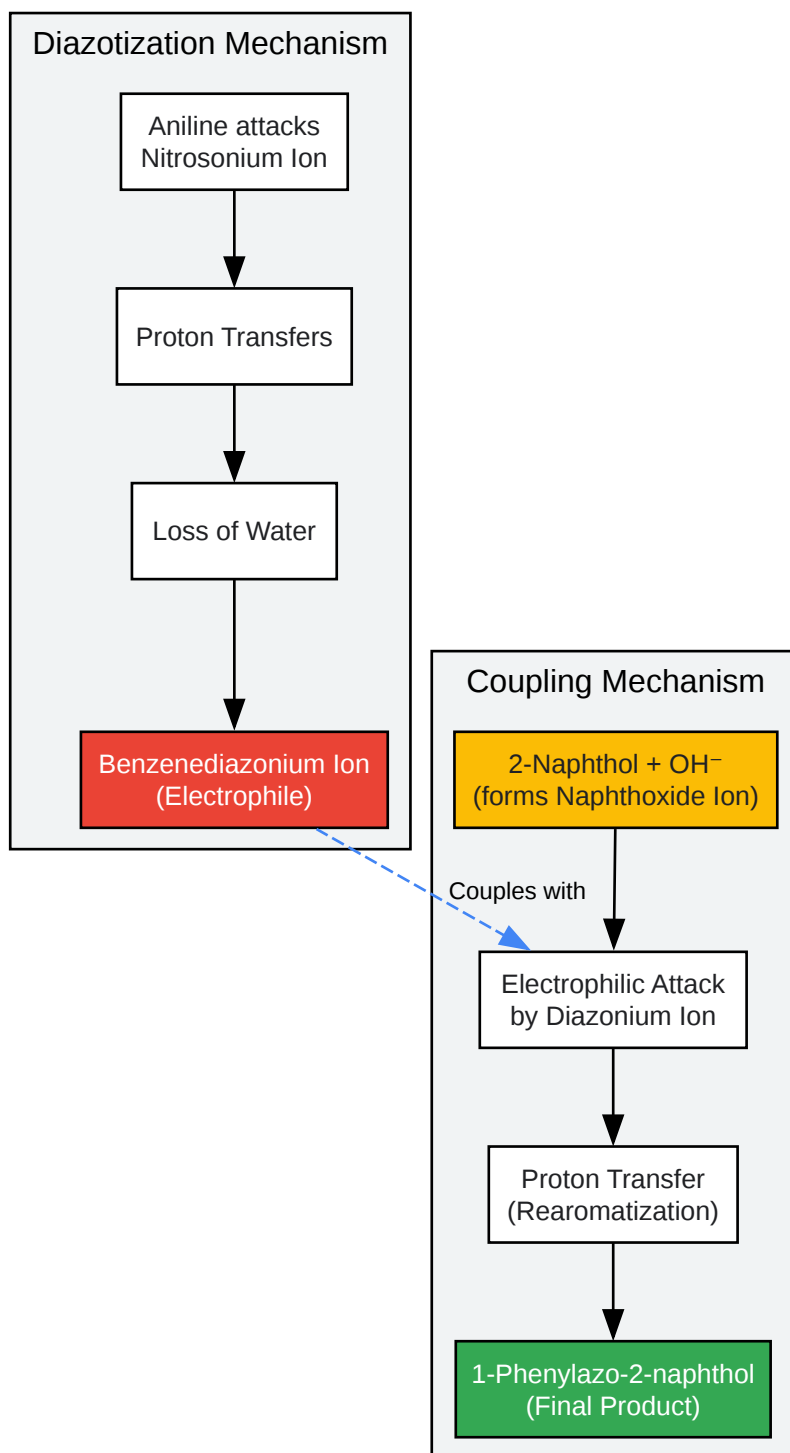 Diazotization Mechanism
Aniline attacks
Nitrosonium Ion
Proton Transfers
Loss of Water
Benzenediazonium Ion
(Electrophile)
Coupling Mechanism
2-Naphthol + OH⁻
(forms Naphthoxide Ion)
Couples with
Electrophilic Attack
by Diazonium Ion
Proton Transfer
(Rearomatization)
1-Phenylazo-2-naphthol
(Final Product)